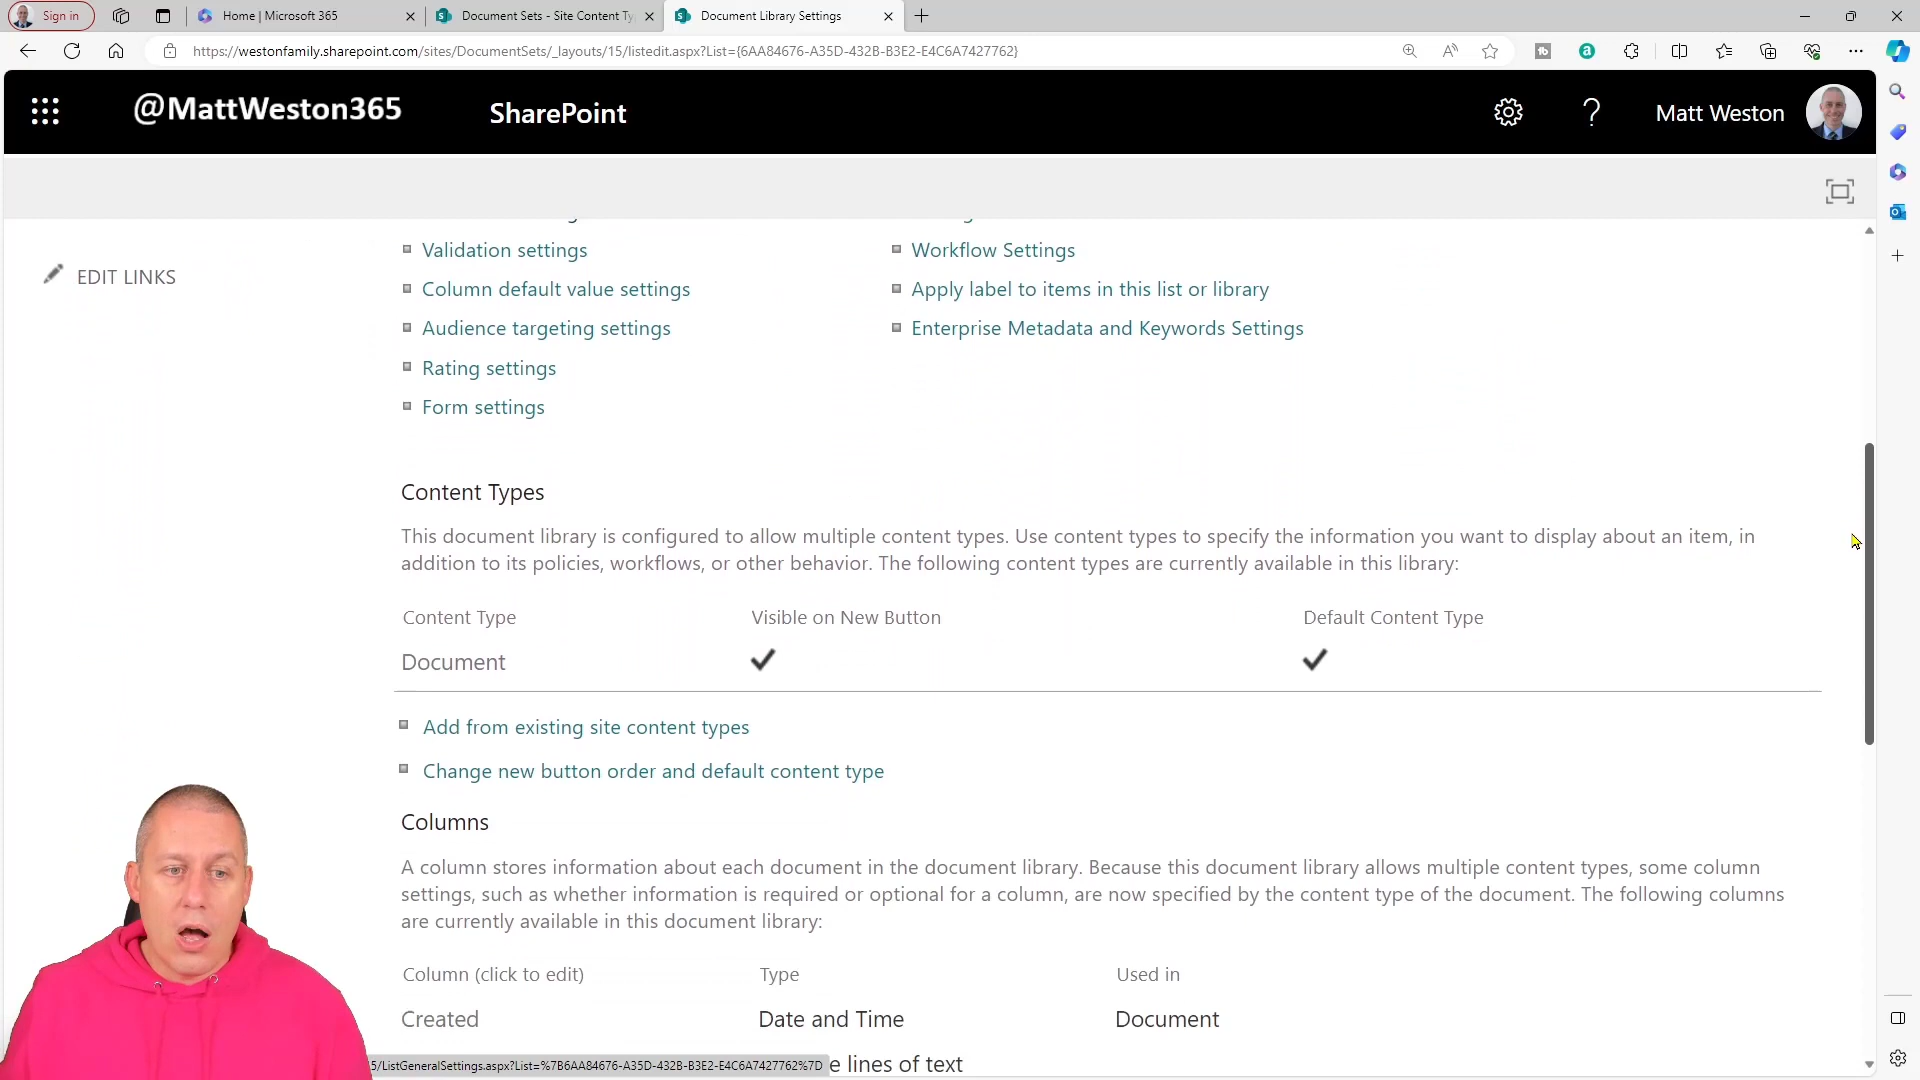 Sign in
Home | Microsoft 365
Document Sets - Site Content Ty
Document Library Settings
https://westonfamily.sharepoint.com/sites/DocumentSets/_layouts/15/listedit.aspx?List={6AA84676-A35D-432B-B3E2-E4C6A7427762}
@MattWeston365
SharePoint
?
Matt Weston
EDIT LINKS
Validation settings
Column default value settings
Audience targeting settings
Rating settings
Form settings
Workflow Settings
Apply label to items in this list or library
Enterprise Metadata and Keywords Settings
Content Types
This document library is configured to allow multiple content types. Use content types to specify the information you want to display about an item, in
addition to its policies, workflows, or other behavior. The following content types are currently available in this library:
Content Type Visible on New Button Default Content Type
Document
Add from existing site content types
Change new button order and default content type
Columns
A column stores information about each document in the document library. Because this document library allows multiple content types, some column
settings, such as whether information is required or optional for a column, are now specified by the content type of the document. The following columns
are currently available in this document library:
Column (click to edit) Type Used in
Created Date and Time Document
e lines of text
5/ListGeneralSettings.aspx?List=%7B6AA84676-A35D-432B-B3E2-E4C6A7427762%7D